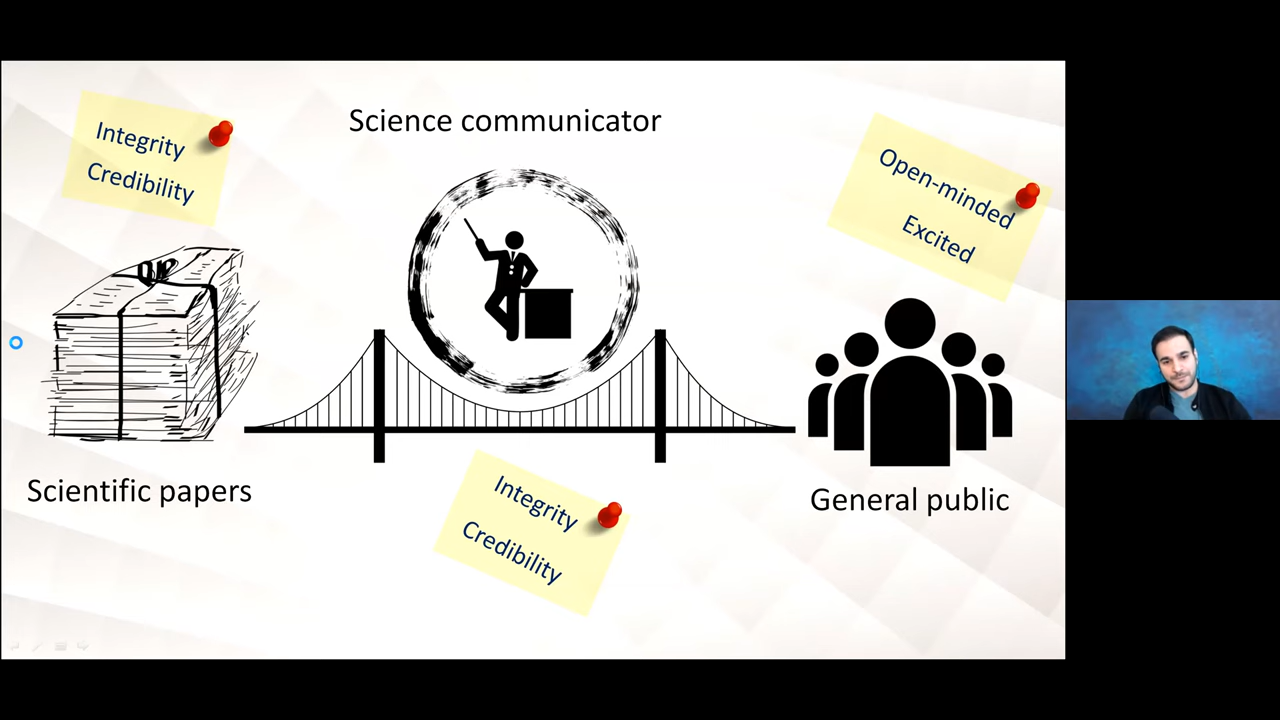 Science communicator
Integrity
Credibility
Open-minded
Excited
Scientific papers
General public
Integrity
Credibility